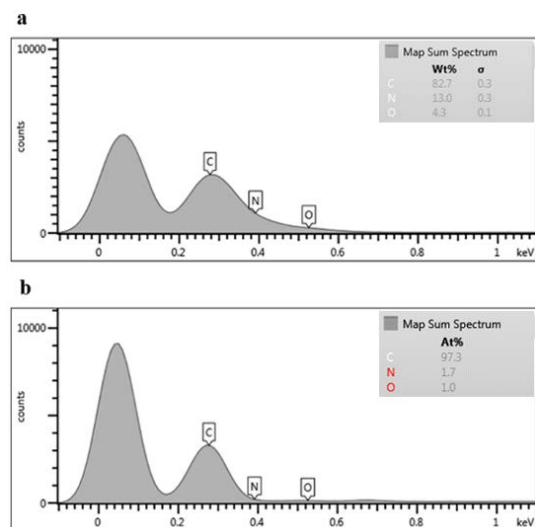 a
10000
counts
0
Map Sum Spectrum
Wt% σ
C 82.7 0.3
N 13.0 0.3
O 4.3 0.1
C
N
O
0 0.2 0.4 0.6 0.8 1 keV
b
10000
counts
0
Map Sum Spectrum
At%
C 97.3
N 1.7
O 1.0
C
N
O
0 0.2 0.4 0.6 0.8 1 keV